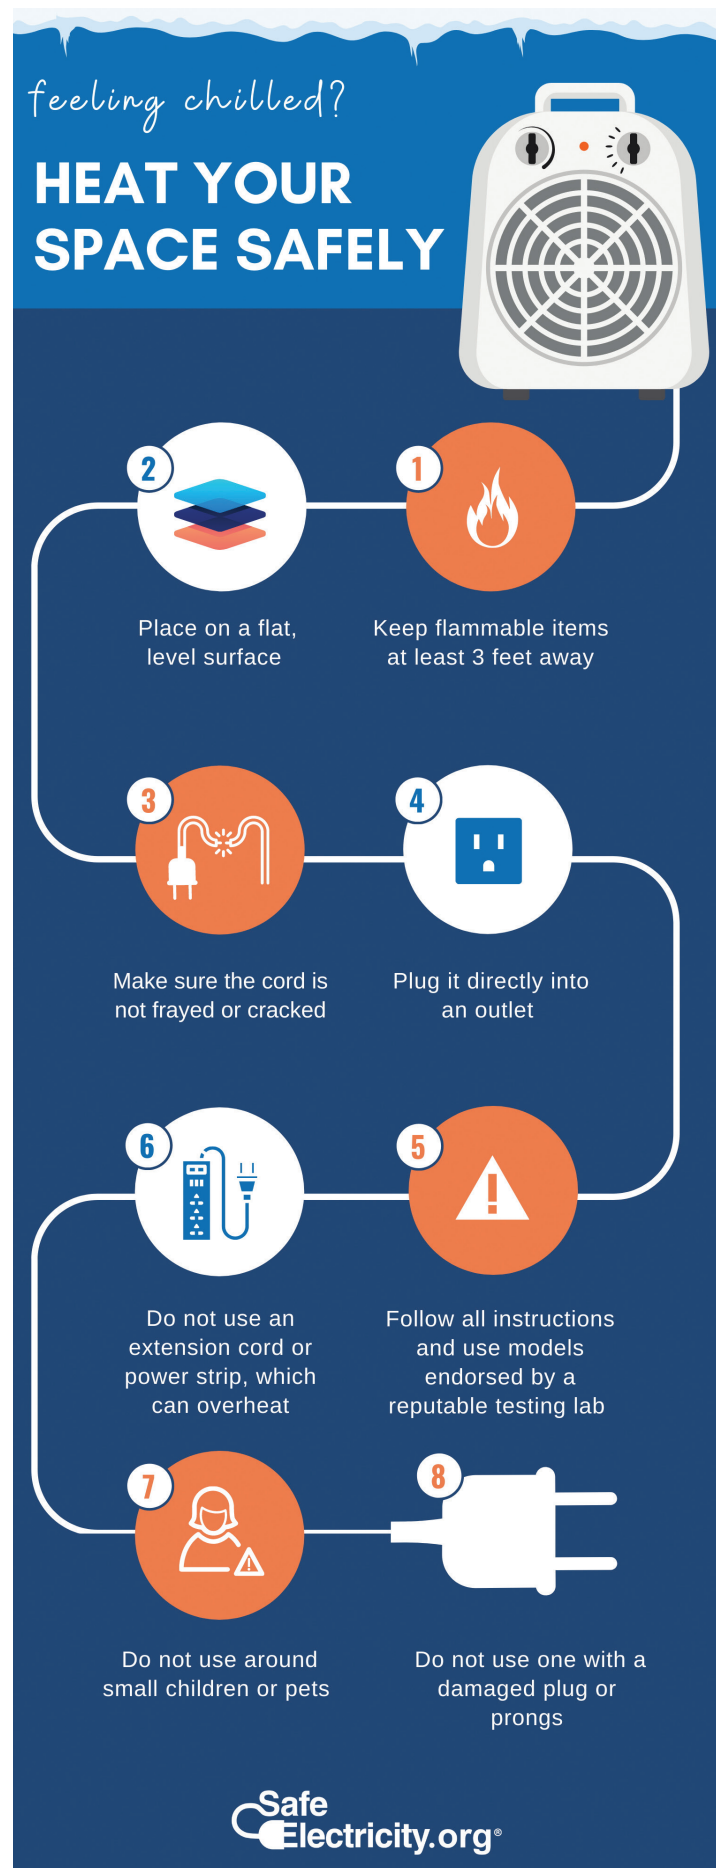 feeling chilled?
HEAT YOUR
SPACE SAFELY
1
Keep flammable items
at least 3 feet away
2
Place on a flat,
level surface
3
Make sure the cord is
not frayed or cracked
4
Plug it directly into
an outlet
5
Follow all instructions
and use models
endorsed by a
reputable testing lab
6
Do not use an
extension cord or
power strip, which
can overheat
7
Do not use around
small children or pets
8
Do not use one with a
damaged plug or
prongs
Safe
Electricity.org®